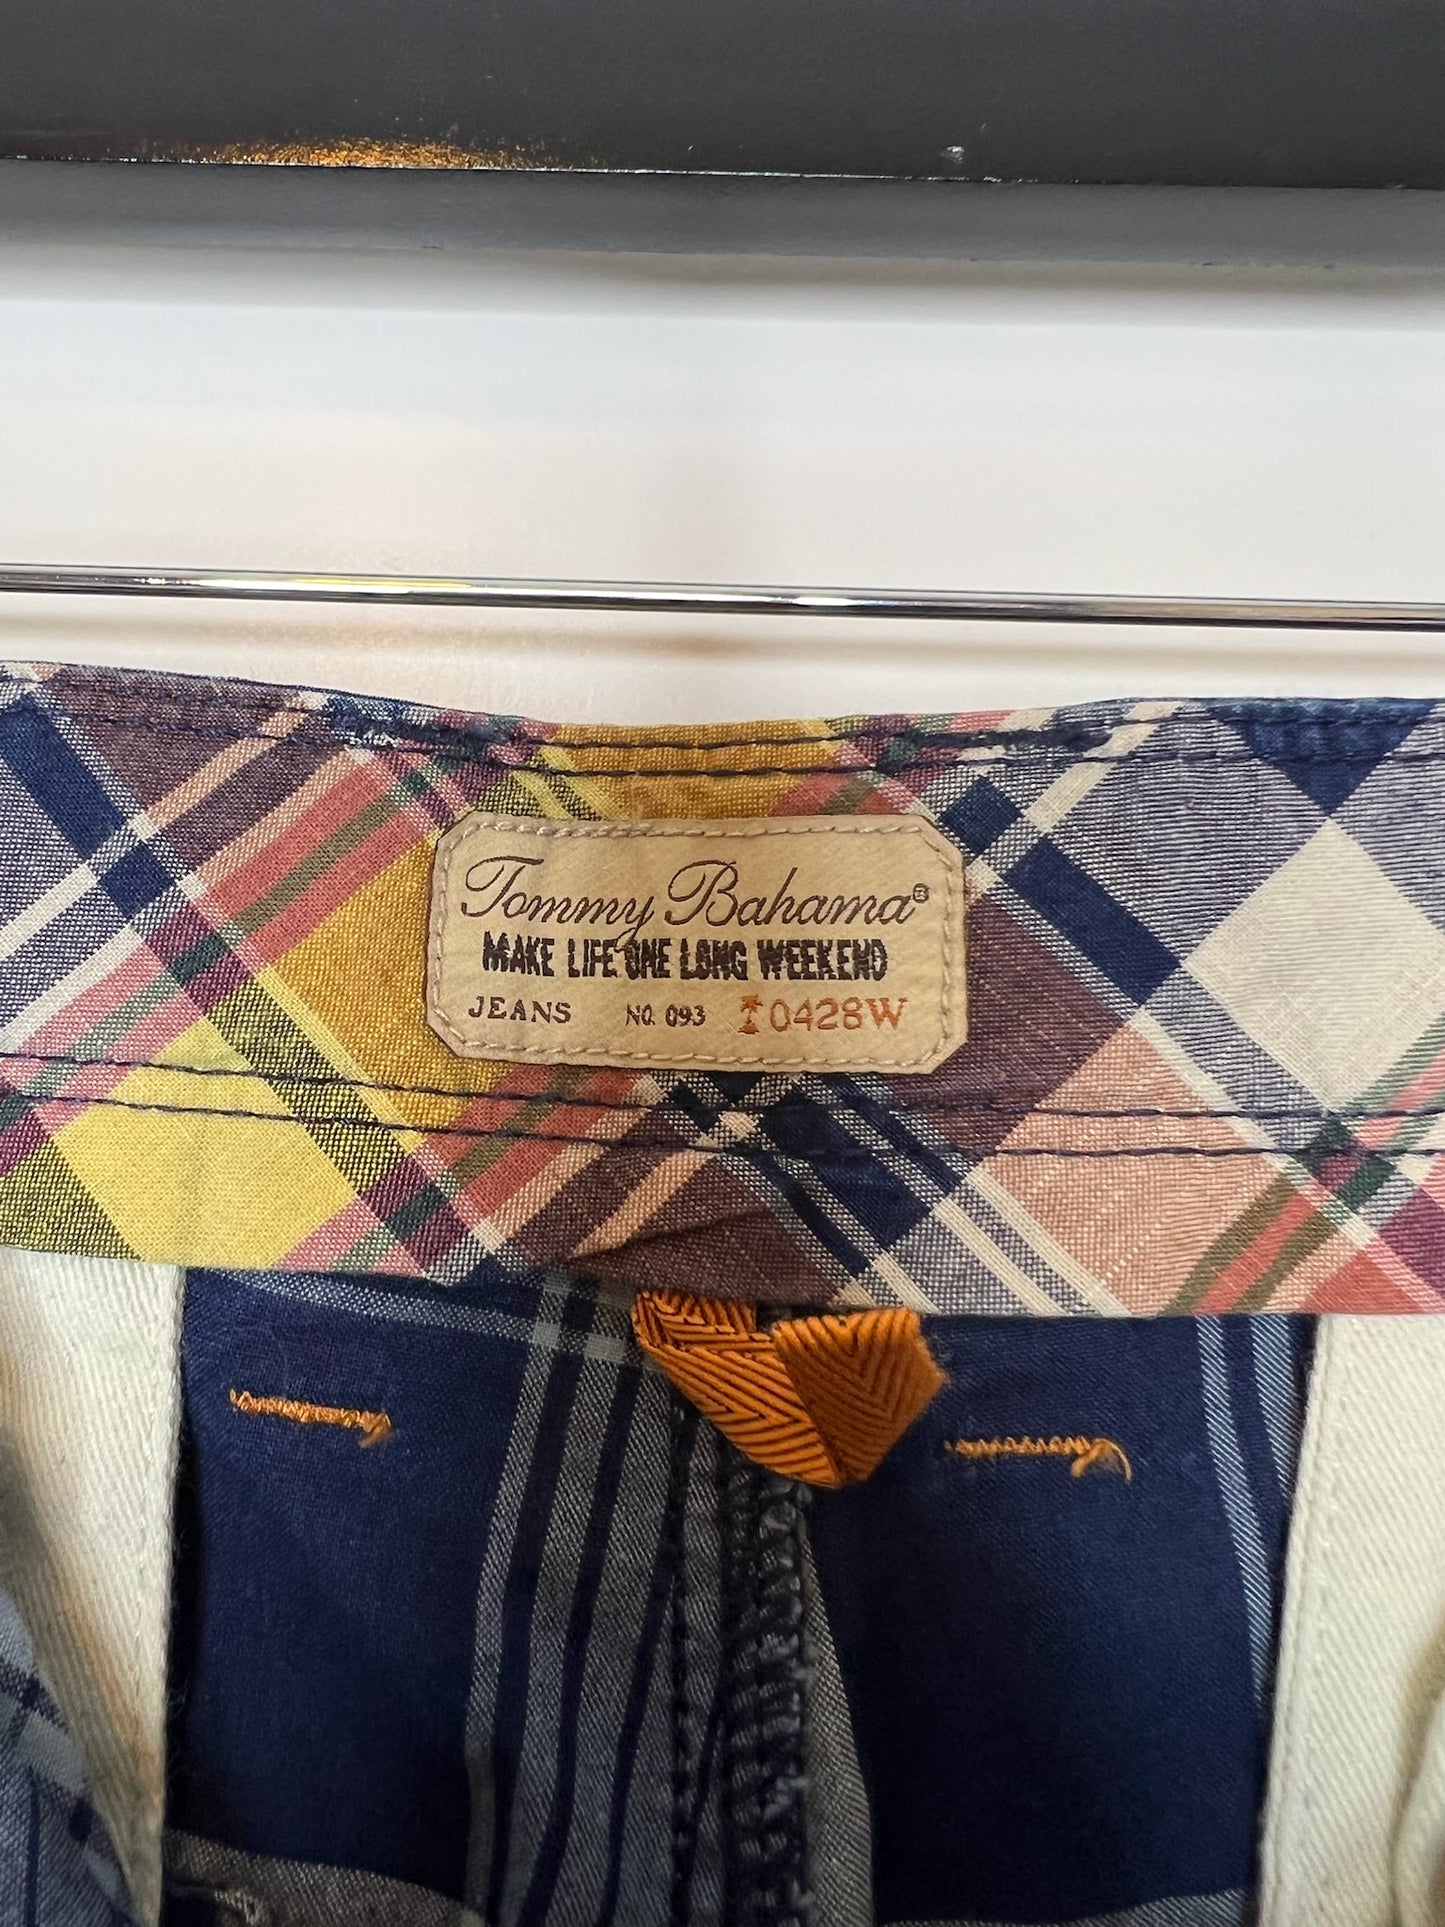 Tommy Bahama®
MAKE LIFE ONE LONG WEEKEND
JEANS NO. 093 0428W